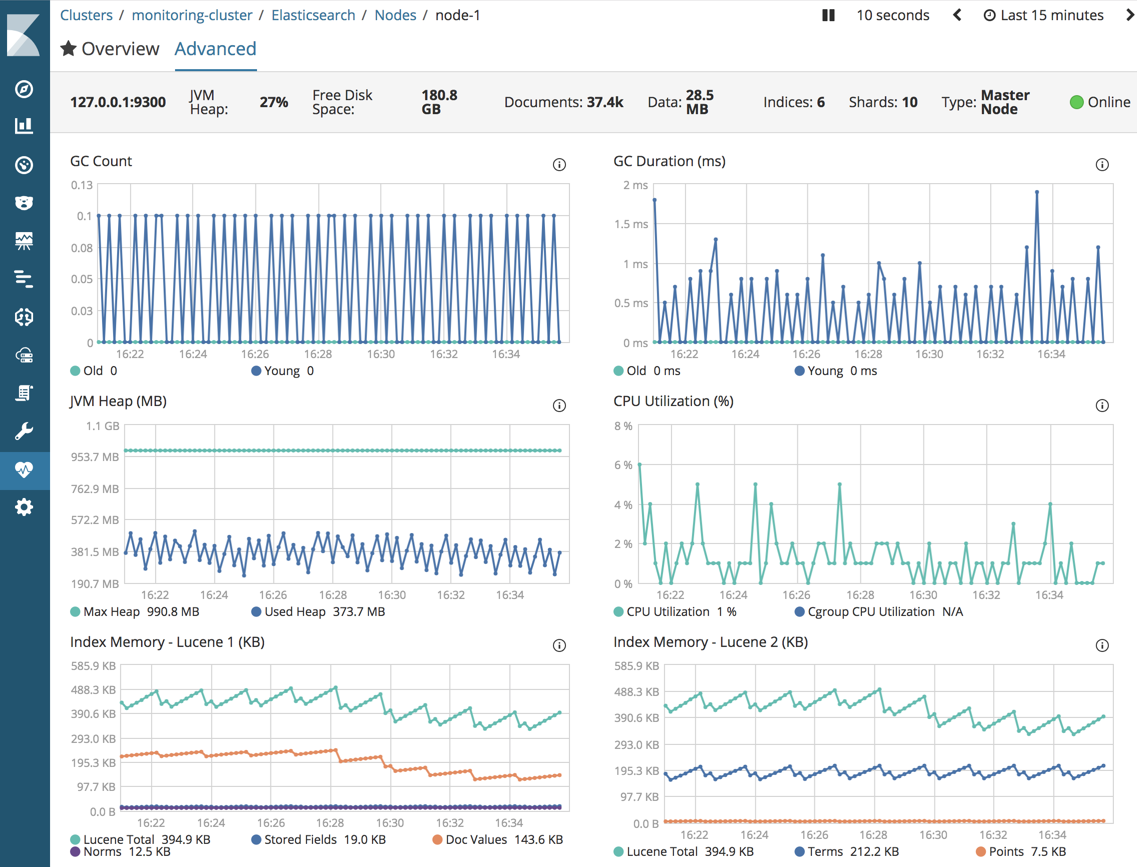 Clusters / monitoring-cluster / Elasticsearch / Nodes / node-1
10 seconds Last 15 minutes
Overview Advanced
127.0.0.1:9300 JVM Heap: 27% Free Disk Space: 180.8 GB Documents: 37.4k Data: 28.5 MB Indices: 6 Shards: 10 Type: Master Node Online
GC Count
0.13
0.1
0.08
0.05
0.03
0
16:22 16:24 16:26 16:28 16:30 16:32 16:34
Old 0 Young 0
GC Duration (ms)
2 ms
1.5 ms
1 ms
0.5 ms
0 ms
16:22 16:24 16:26 16:28 16:30 16:32 16:34
Old 0 ms Young 0 ms
JVM Heap (MB)
1.1 GB
953.7 MB
762.9 MB
572.2 MB
381.5 MB
190.7 MB
16:22 16:24 16:26 16:28 16:30 16:32 16:34
Max Heap 990.8 MB Used Heap 373.7 MB
CPU Utilization (%)
8 %
6 %
4 %
2 %
0 %
16:22 16:24 16:26 16:28 16:30 16:32 16:34
CPU Utilization 1 % Cgroup CPU Utilization N/A
Index Memory - Lucene 1 (KB)
585.9 KB
488.3 KB
390.6 KB
293.0 KB
195.3 KB
97.7 KB
0.0 B
16:22 16:24 16:26 16:28 16:30 16:32 16:34
Lucene Total 394.9 KB Stored Fields 19.0 KB Doc Values 143.6 KB
Norms 12.5 KB
Index Memory - Lucene 2 (KB)
585.9 KB
488.3 KB
390.6 KB
293.0 KB
195.3 KB
97.7 KB
0.0 B
16:22 16:24 16:26 16:28 16:30 16:32 16:34
Lucene Total 394.9 KB Terms 212.2 KB Points 7.5 KB